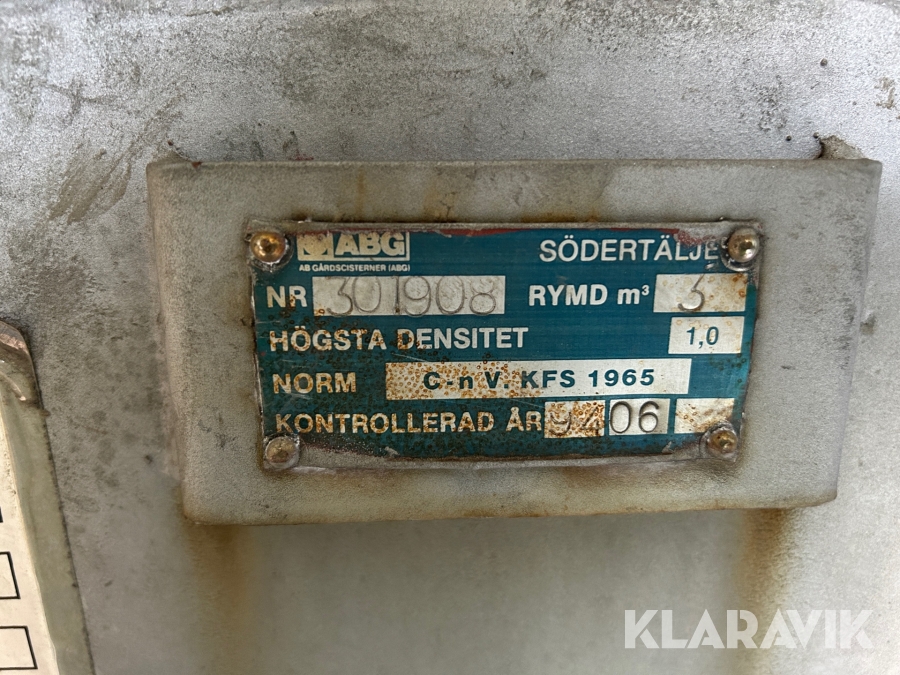 ABG
AB GÅRDSCISTERNER (ABG)
SÖDERTÄLJE
NR 301908 RYMD m³ 3
HÖGSTA DENSITET 1,0
NORM C-n V. KFS 1965
KONTROLLERAD ÅR 94 06
KLARAVIK